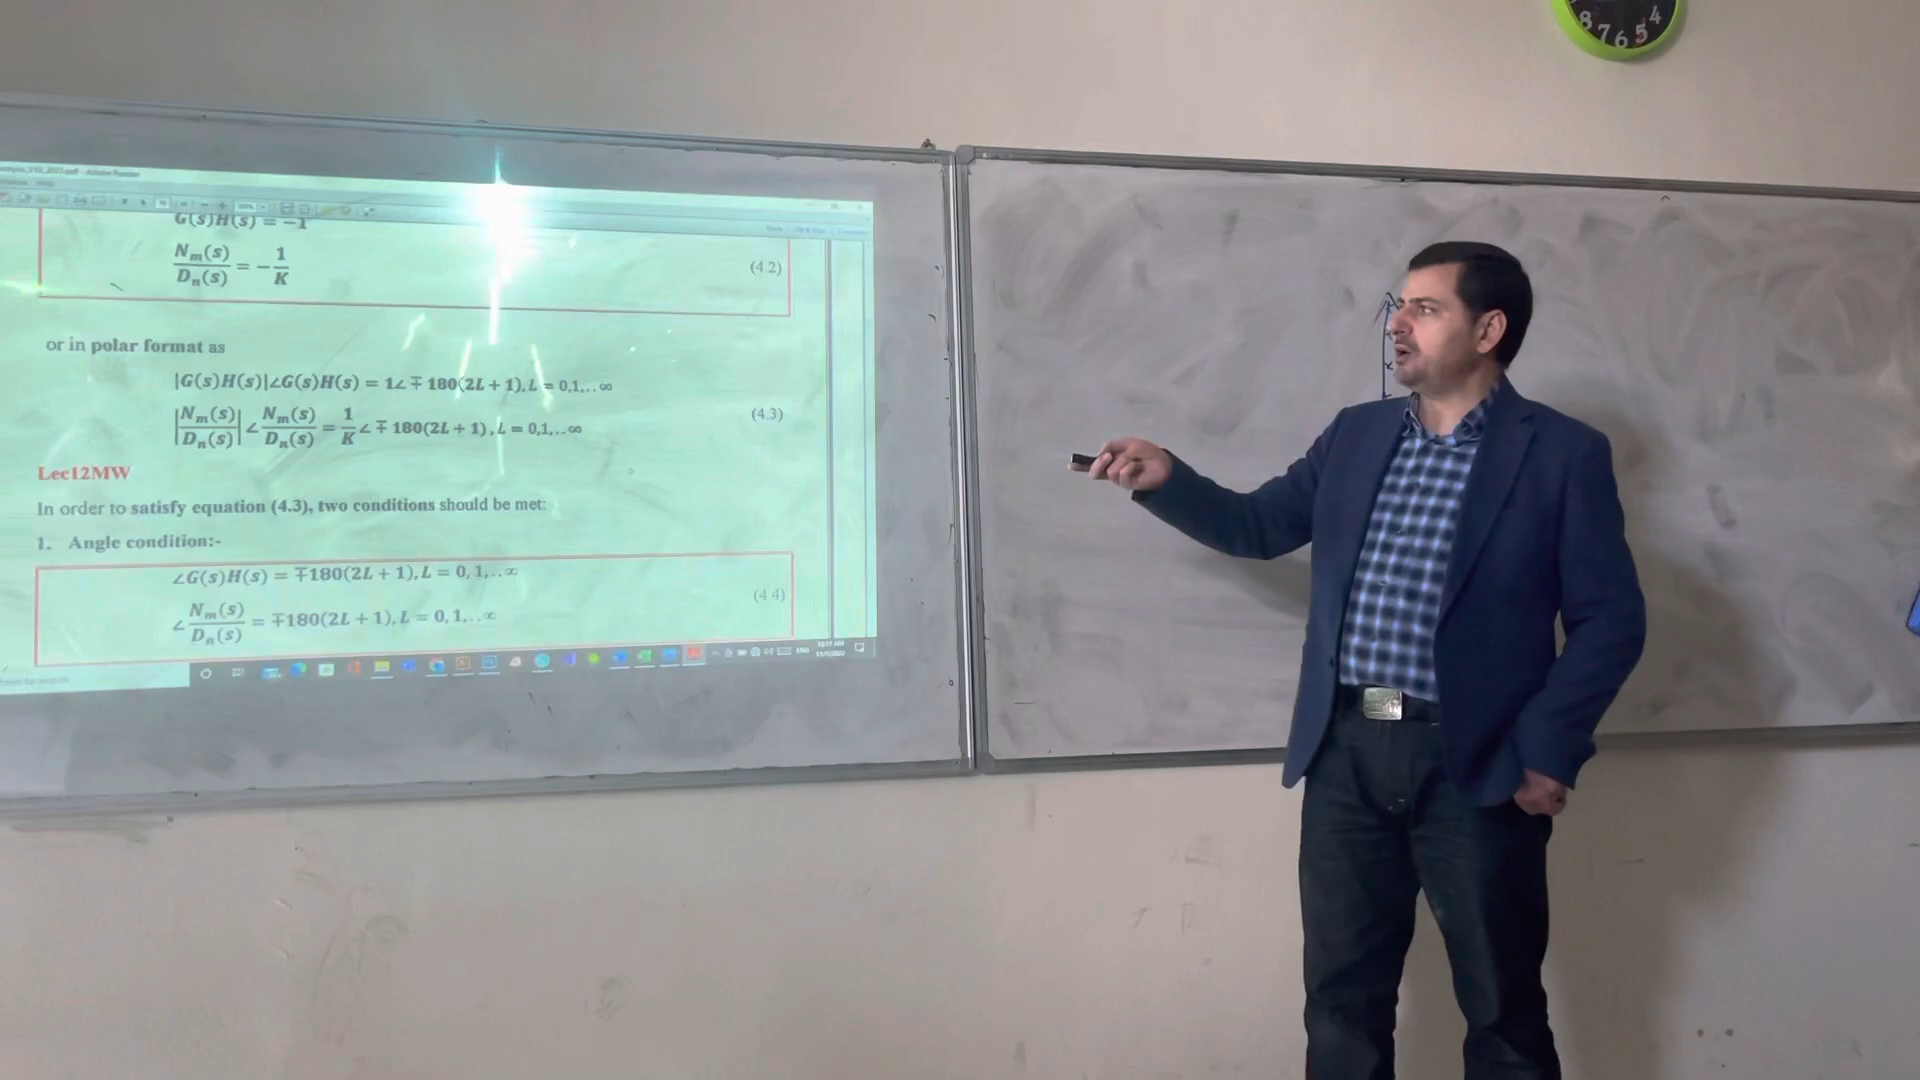 G(s)H(s) = −1
N_m(s)/D_n(s) = −1/K (4.2)
or in polar format as
|G(s)H(s)|∠G(s)H(s) = 1∠∓180(2L + 1), L = 0,1,..∞
|N_m(s)/D_n(s)|∠N_m(s)/D_n(s) = 1/K∠∓180(2L + 1), L = 0,1,..∞ (4.3)
Lec12MW
In order to satisfy equation (4.3), two conditions should be met:
1. Angle condition:-
∠G(s)H(s) = ∓180(2L + 1), L = 0, 1,..∞
∠N_m(s)/D_n(s) = ∓180(2L + 1), L = 0, 1,..∞ (4.4)
8 7 6 5 4